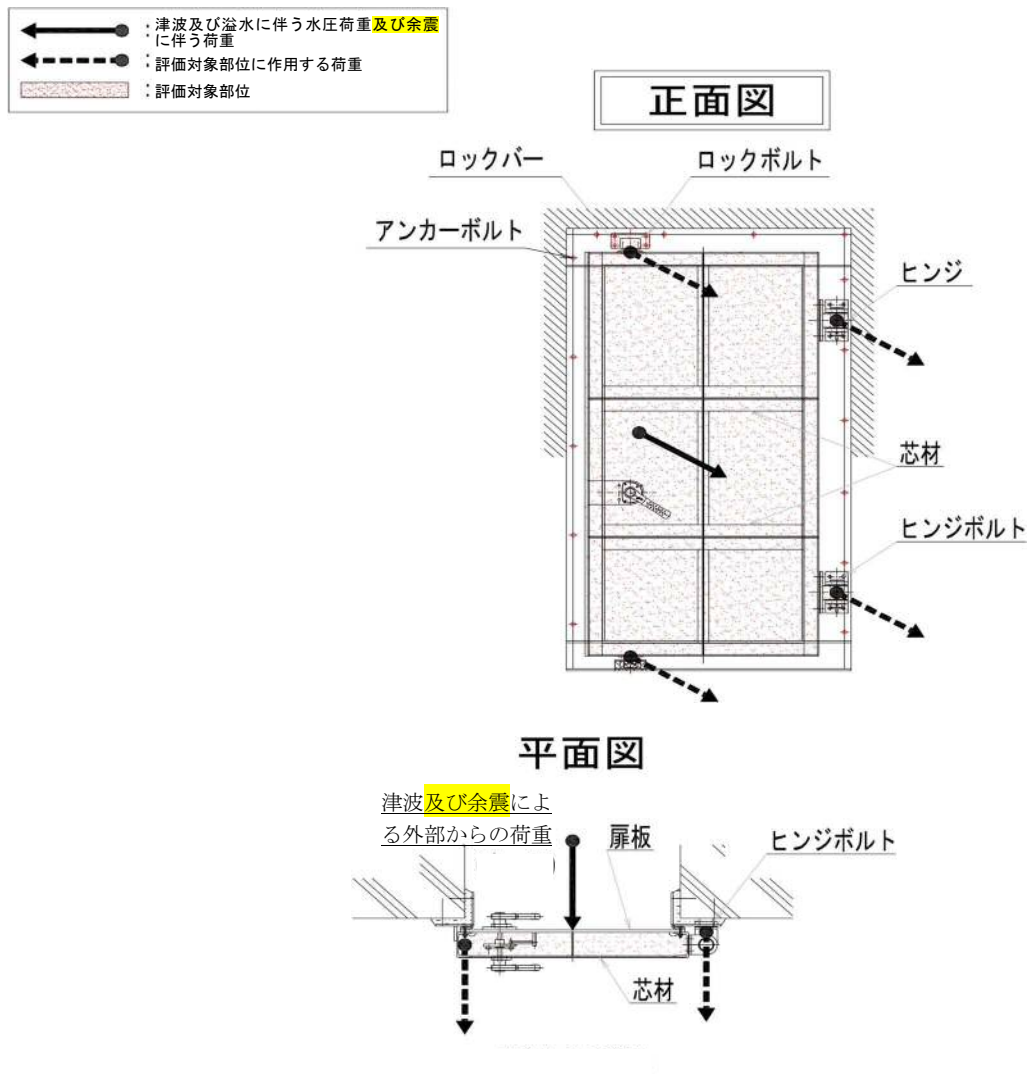 ：津波及び溢水に伴う水圧荷重及び余震
に伴う荷重
：評価対象部位に作用する荷重
：評価対象部位
正面図
ロックバー
ロックボルト
アンカーボルト
ヒンジ
芯材
ヒンジボルト
平面図
津波及び余震によ
る外部からの荷重
扉板
ヒンジボルト
芯材